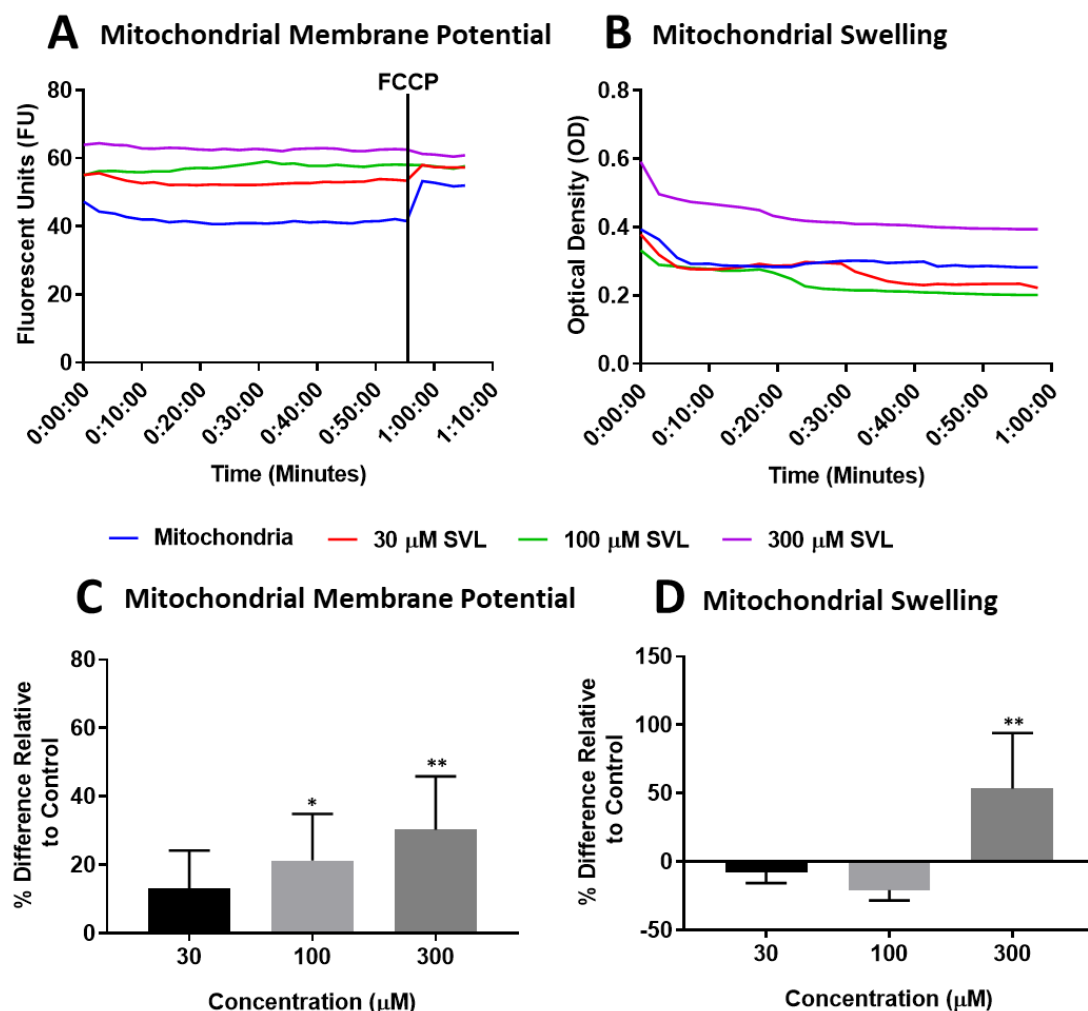 A Mitochondrial Membrane Potential
Fluorescent Units (FU)
80
60
40
20
0
FCCP
0:00:00
0:10:00
0:20:00
0:30:00
0:40:00
0:50:00
1:00:00
1:10:00
Time (Minutes)
B Mitochondrial Swelling
Optical Density (OD)
0.8
0.6
0.4
0.2
0.0
0:00:00
0:10:00
0:20:00
0:30:00
0:40:00
0:50:00
1:00:00
Time (Minutes)
Mitochondria 30 μM SVL 100 μM SVL 300 μM SVL
C Mitochondrial Membrane Potential
% Difference Relative
to Control
80
60
40
20
0
*
**
30 100 300
Concentration (μM)
D Mitochondrial Swelling
% Difference Relative
to Control
150
100
50
0
-50
**
30 100 300
Concentration (μM)